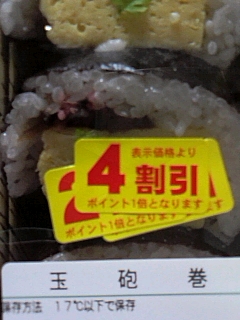 表示価格より
4割引
ポイント1倍となります
2
ポイント1倍となります
玉砲巻
保存方法 17℃以下で保存